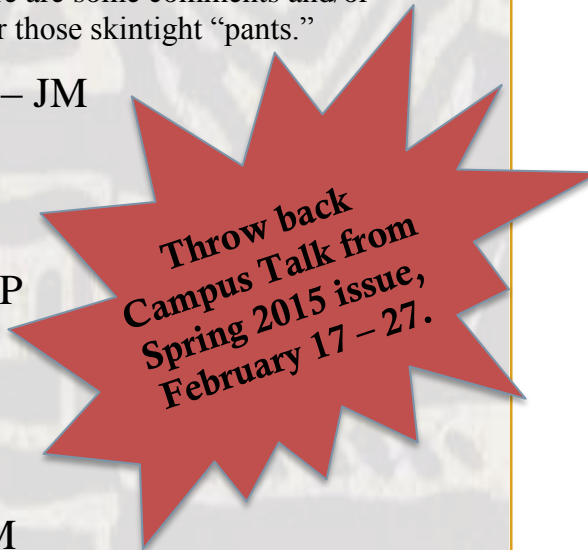 are some comments and/or
r those skintight “pants.”
– JM
Throw back
Campus Talk from
Spring 2015 issue,
February 17 – 27.
P
M